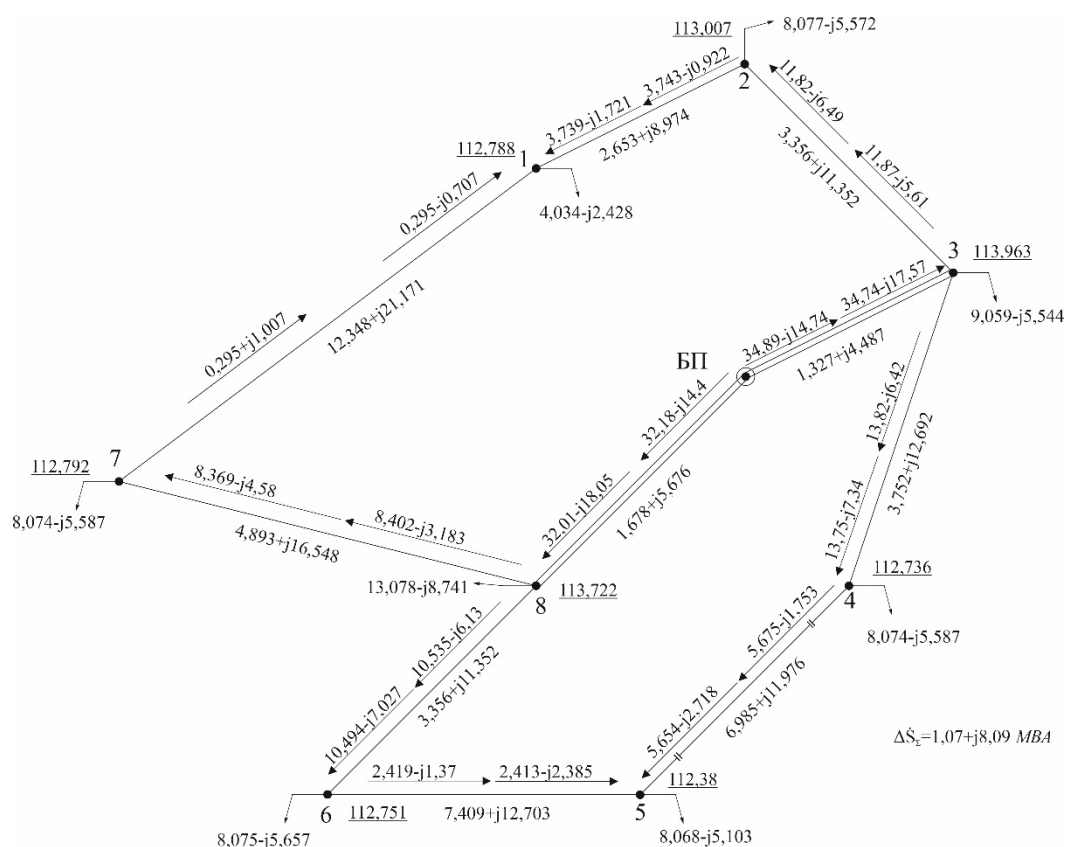 113,007
8,077-j5,572
2
3,743-j0,922
3,739-j1,721
2,653+j8,974
11,82-j6,49
11,87-j5,61
3,356+j11,352
112,788
1
4,034-j2,428
0,295-j0,707
0,295+j1,007
12,348+j21,171
3
113,963
9,059-j5,544
34,74-j17,57
34,89-j14,74
1,327+j4,487
БП
32,18-j14,4
32,01-j18,05
1,678+j5,676
13,82-j6,42
13,75-j7,34
3,752+j12,692
7
112,792
8,074-j5,587
8,369-j4,58
8,402-j3,183
4,893+j16,548
13,078-j8,741
8
113,722
112,736
4
8,074-j5,587
10,535-j6,13
10,494-j7,027
3,356+j11,352
5,675-j1,753
5,654-j2,718
6,985+j11,976
ΔṠΣ=1,07+j8,09 МВА
2,419-j1,37
2,413-j2,385
7,409+j12,703
112,38
6
112,751
8,075-j5,657
5
8,068-j5,103